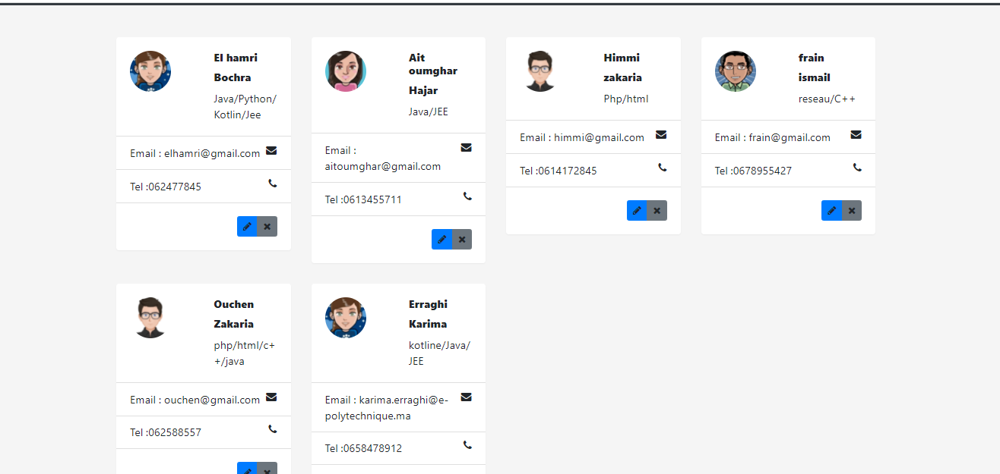 El hamri
Bochra
Java/Python/
Kotlin/Jee
Email : elhamri@gmail.com
Tel :062477845
Ait
oumghar
Hajar
Java/JEE
Email :
aitoumghar@gmail.com
Tel :0613455711
Himmi
zakaria
Php/html
Email : himmi@gmail.com
Tel :0614172845
frain
ismail
reseau/C++
Email : frain@gmail.com
Tel :0678955427
Ouchen
Zakaria
php/html/c+
+/java
Email : ouchen@gmail.com
Tel :062588557
Erraghi
Karima
kotline/Java/
JEE
Email : karima.erraghi@e-
polytechnique.ma
Tel :0658478912